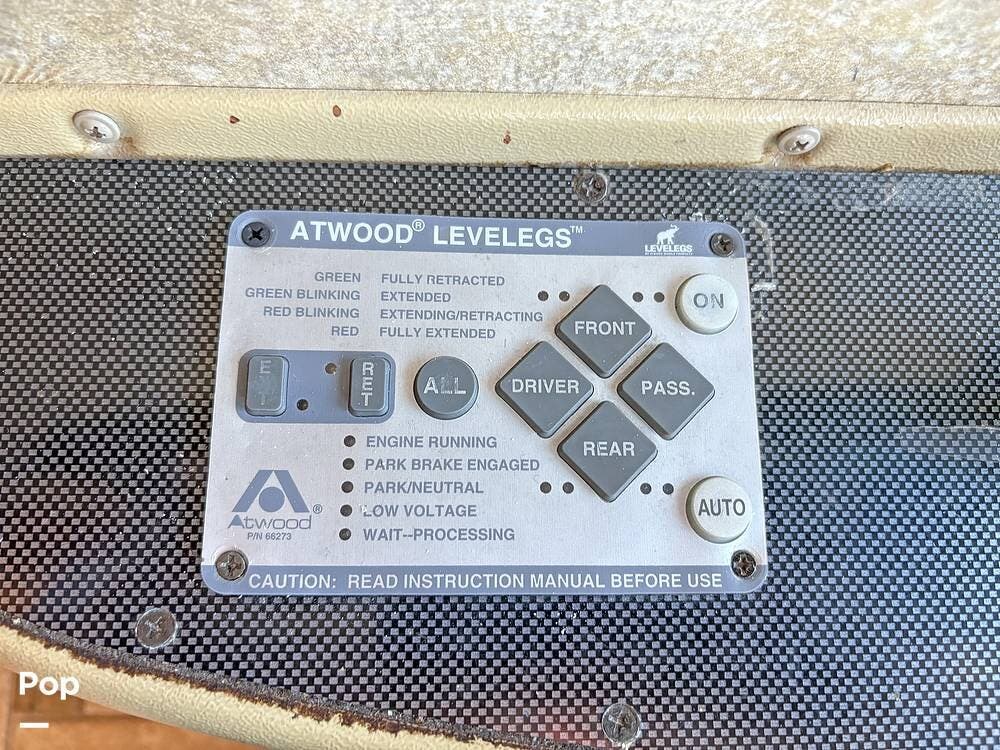 ATWOOD® LEVELEGS™
LEVELEGS
GREEN FULLY RETRACTED
GREEN BLINKING EXTENDED
RED BLINKING EXTENDING/RETRACTING
RED FULLY EXTENDED
ON
FRONT
EXT
RET
ALL
DRIVER
PASS.
REAR
AUTO
ENGINE RUNNING
PARK BRAKE ENGAGED
PARK/NEUTRAL
LOW VOLTAGE
WAIT--PROCESSING
Atwood®
P/N 66273
CAUTION: READ INSTRUCTION MANUAL BEFORE USE
Pop